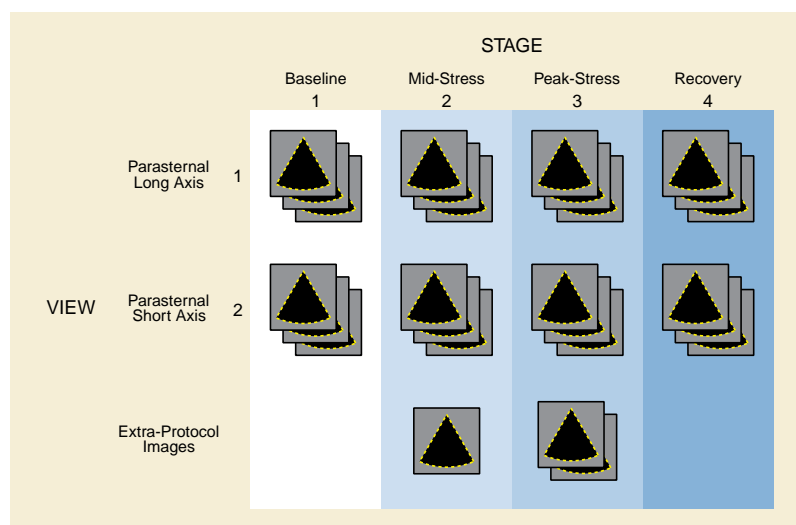 STAGE
Baseline Mid-Stress Peak-Stress Recovery
1 2 3 4
Parasternal
Long Axis 1
VIEW Parasternal
Short Axis 2
Extra-Protocol
Images